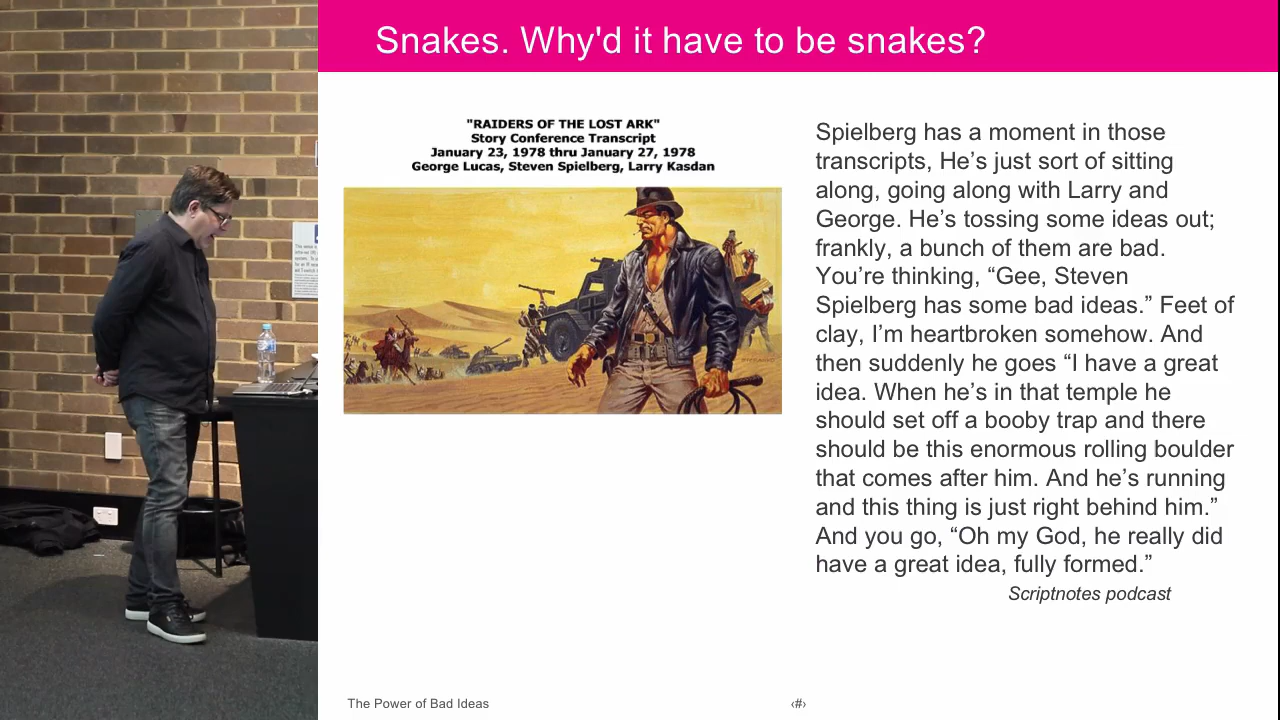 Snakes. Why'd it have to be snakes?
"RAIDERS OF THE LOST ARK"
Story Conference Transcript
January 23, 1978 thru January 27, 1978
George Lucas, Steven Spielberg, Larry Kasdan
Spielberg has a moment in those
transcripts, He’s just sort of sitting
along, going along with Larry and
George. He’s tossing some ideas out;
frankly, a bunch of them are bad.
You’re thinking, “Gee, Steven
Spielberg has some bad ideas.” Feet of
clay, I’m heartbroken somehow. And
then suddenly he goes “I have a great
idea. When he’s in that temple he
should set off a booby trap and there
should be this enormous rolling boulder
that comes after him. And he’s running
and this thing is just right behind him.”
And you go, “Oh my God, he really did
have a great idea, fully formed.”
Scriptnotes podcast
The Power of Bad Ideas
‹#›